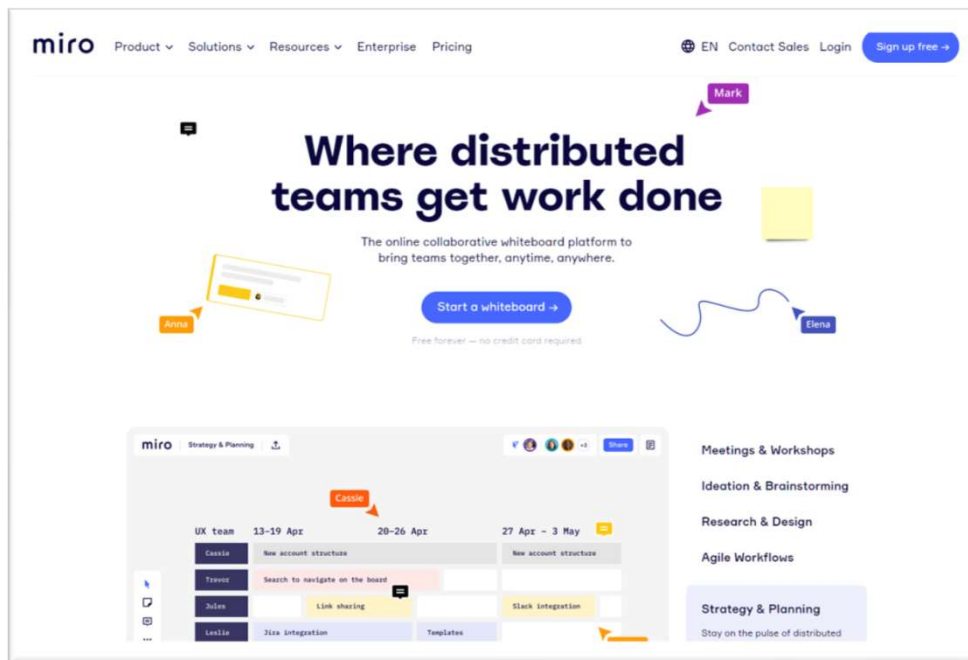 miro Product Solutions Resources Enterprise Pricing EN Contact Sales Login Sign up free →
Mark
Where distributed
teams get work done
The online collaborative whiteboard platform to
bring teams together, anytime, anywhere.
Start a whiteboard →
Anna
Elena
Free forever — no credit card required
miro Strategy & Planning +3 Share
Cassie
UX team 13-19 Apr 20-26 Apr 27 Apr - 3 May
Cassie New account structure New account structure
Trevor Search to navigate on the board
Jules Link sharing Slack integration
Leslie Jira integration Templates
Meetings & Workshops
Ideation & Brainstorming
Research & Design
Agile Workflows
Strategy & Planning
Stay on the pulse of distributed